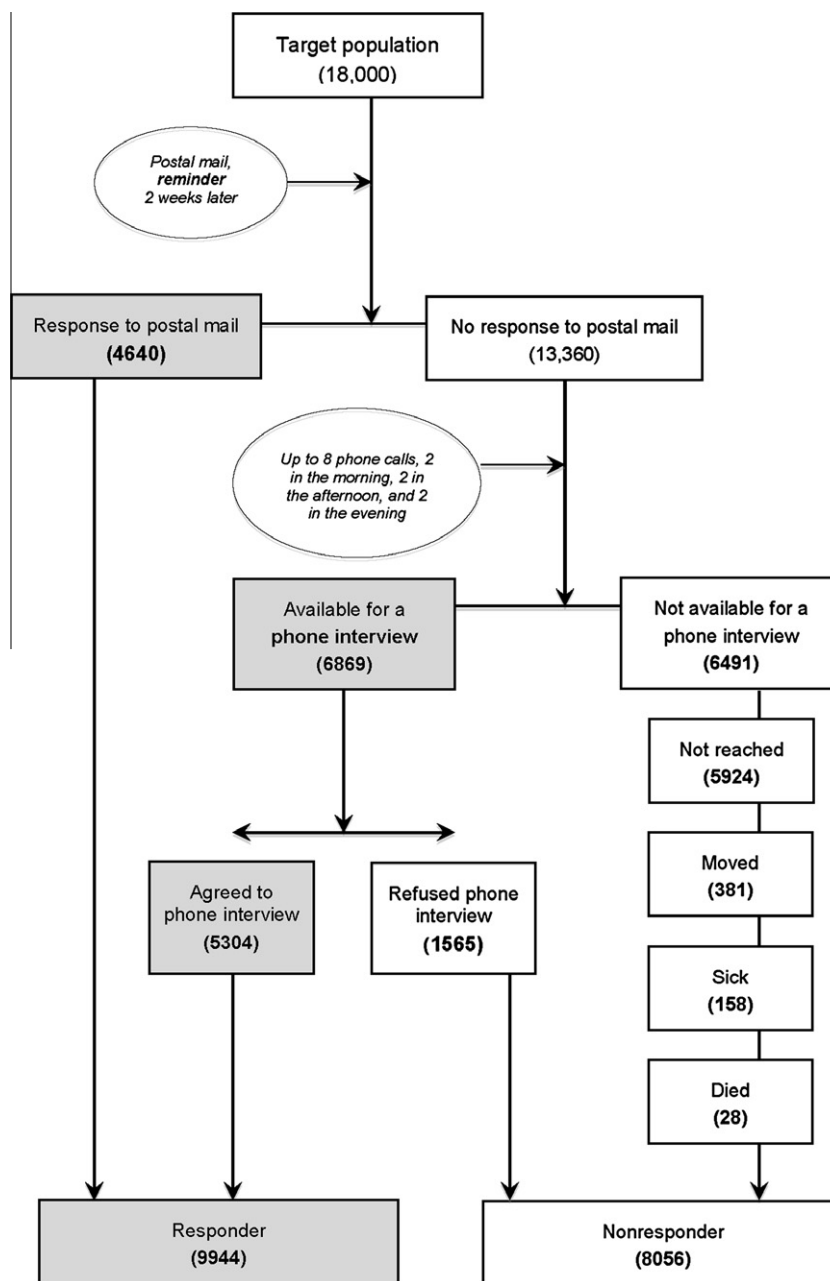 Target population
(18,000)
Postal mail,
reminder
2 weeks later
Response to postal mail
(4640)
No response to postal mail
(13,360)
Up to 8 phone calls, 2
in the morning, 2 in
the afternoon, and 2
in the evening
Available for a
phone interview
(6869)
Not available for a
phone interview
(6491)
Not reached
(5924)
Moved
(381)
Agreed to
phone interview
(5304)
Refused phone
interview
(1565)
Sick
(158)
Died
(28)
Responder
(9944)
Nonresponder
(8056)